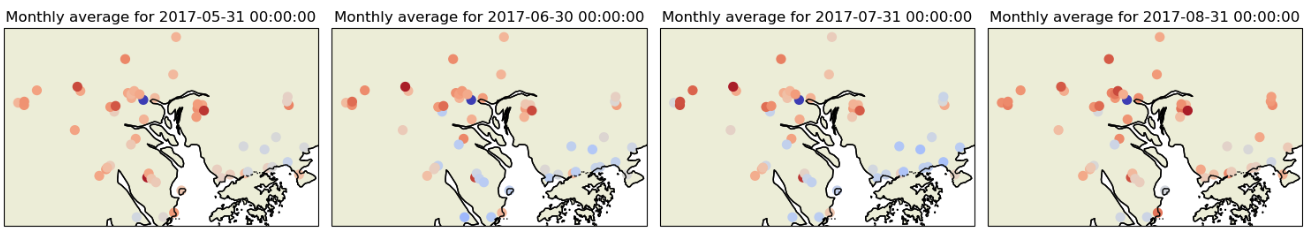 Monthly average for 2017-05-31 00:00:00
Monthly average for 2017-06-30 00:00:00
Monthly average for 2017-07-31 00:00:00
Monthly average for 2017-08-31 00:00:00